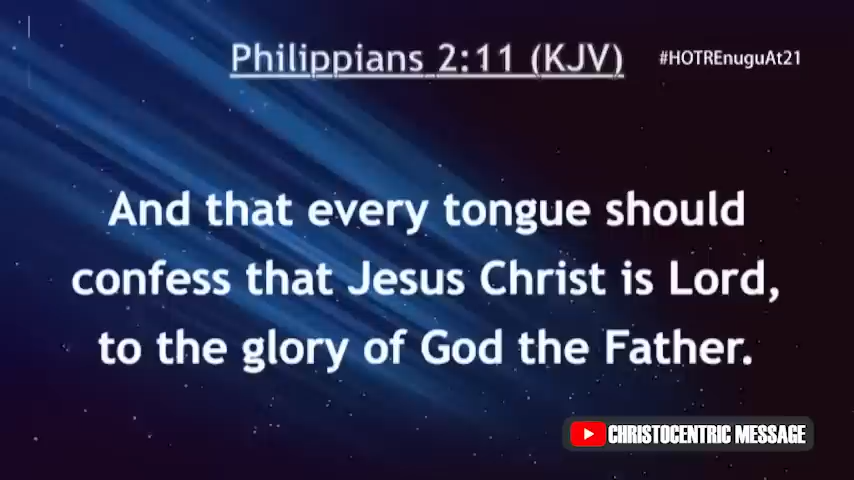 Philippians 2:11 (KJV)
#HOTREnuguAt21
And that every tongue should
confess that Jesus Christ is Lord,
to the glory of God the Father.
CHRISTOCENTRIC MESSAGE